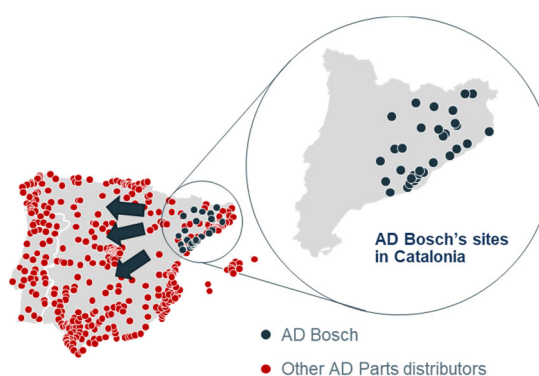 AD Bosch's sites
in Catalonia
AD Bosch
Other AD Parts distributors